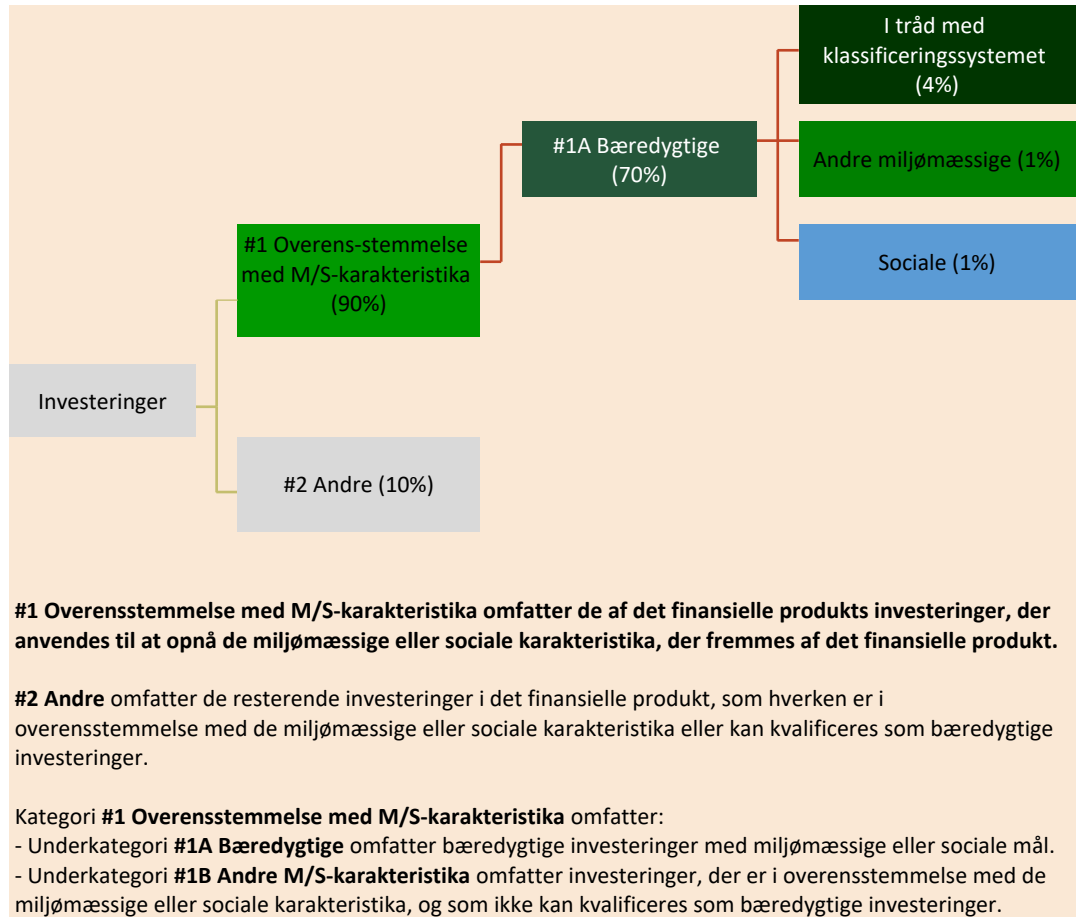 I tråd med
klassificeringssystemet
(4%)
#1A Bæredygtige
(70%)
Andre miljømæssige (1%)
#1 Overens-stemmelse
med M/S-karakteristika
(90%)
Sociale (1%)
Investeringer
#2 Andre (10%)
#1 Overensstemmelse med M/S-karakteristika omfatter de af det finansielle produkts investeringer, der
anvendes til at opnå de miljømæssige eller sociale karakteristika, der fremmes af det finansielle produkt.
#2 Andre omfatter de resterende investeringer i det finansielle produkt, som hverken er i
overensstemmelse med de miljømæssige eller sociale karakteristika eller kan kvalificeres som bæredygtige
investeringer.
Kategori #1 Overensstemmelse med M/S-karakteristika omfatter:
- Underkategori #1A Bæredygtige omfatter bæredygtige investeringer med miljømæssige eller sociale mål.
- Underkategori #1B Andre M/S-karakteristika omfatter investeringer, der er i overensstemmelse med de
miljømæssige eller sociale karakteristika, og som ikke kan kvalificeres som bæredygtige investeringer.